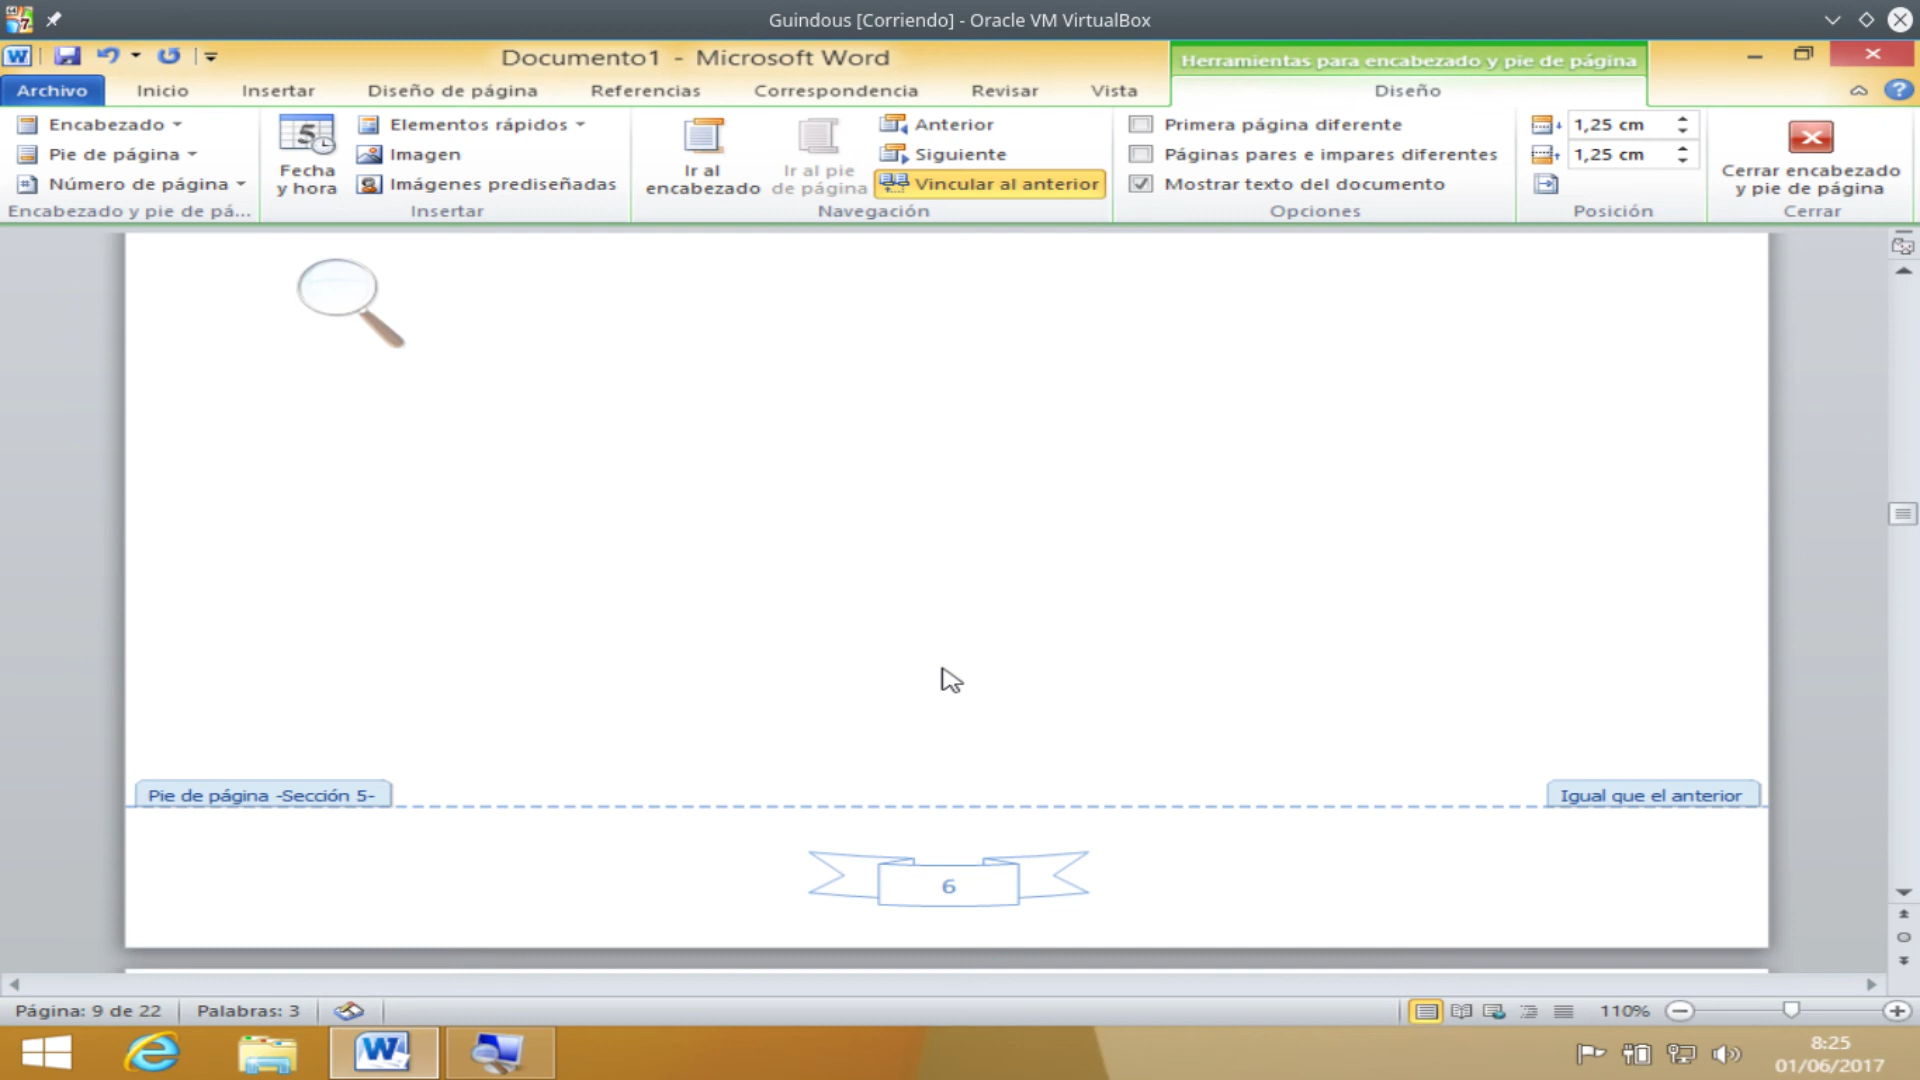 Guindous [Corriendo] - Oracle VM VirtualBox
Documento1 - Microsoft Word
Herramientas para encabezado y pie de página
Archivo Inicio Insertar Diseño de página Referencias Correspondencia Revisar Vista Diseño
Encabezado
Pie de página
Número de página
Encabezado y pie de pá...
Fecha
y hora
Elementos rápidos
Imagen
Imágenes prediseñadas
Insertar
Ir al
encabezado
Ir al pie
de página
Anterior
Siguiente
Vincular al anterior
Navegación
Primera página diferente
Páginas pares e impares diferentes
Mostrar texto del documento
Opciones
1,25 cm
1,25 cm
Posición
Cerrar encabezado
y pie de página
Cerrar
Pie de página -Sección 5-
Igual que el anterior
6
Página: 9 de 22 Palabras: 3 110%
8:25
01/06/2017